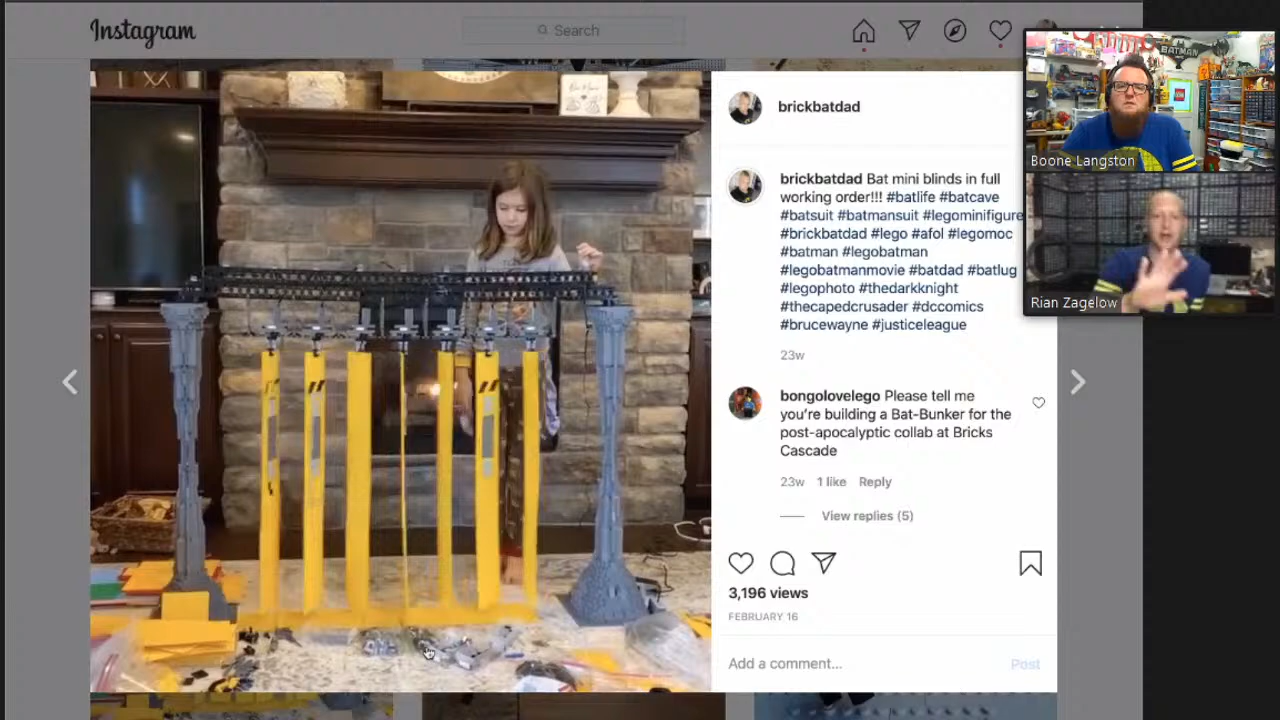 Instagram
Search
brickbatdad
brickbatdad Bat mini blinds in full
working order!!! #batlife #batcave
#batsuit #batmansuit #legominifigure
#brickbatdad #lego #afol #legomoc
#batman #legobatman
#legobatmanmovie #batdad #batlug
#legophoto #thedarkknight
#thecapedcrusader #dccomics
#brucewayne #justiceleague
23w
bongolovelego Please tell me
you're building a Bat-Bunker for the
post-apocalyptic collab at Bricks
Cascade
23w 1 like Reply
View replies (5)
3,196 views
FEBRUARY 16
Add a comment... Post
BATMAN
LEGO
Boone Langston
Rian Zagelow